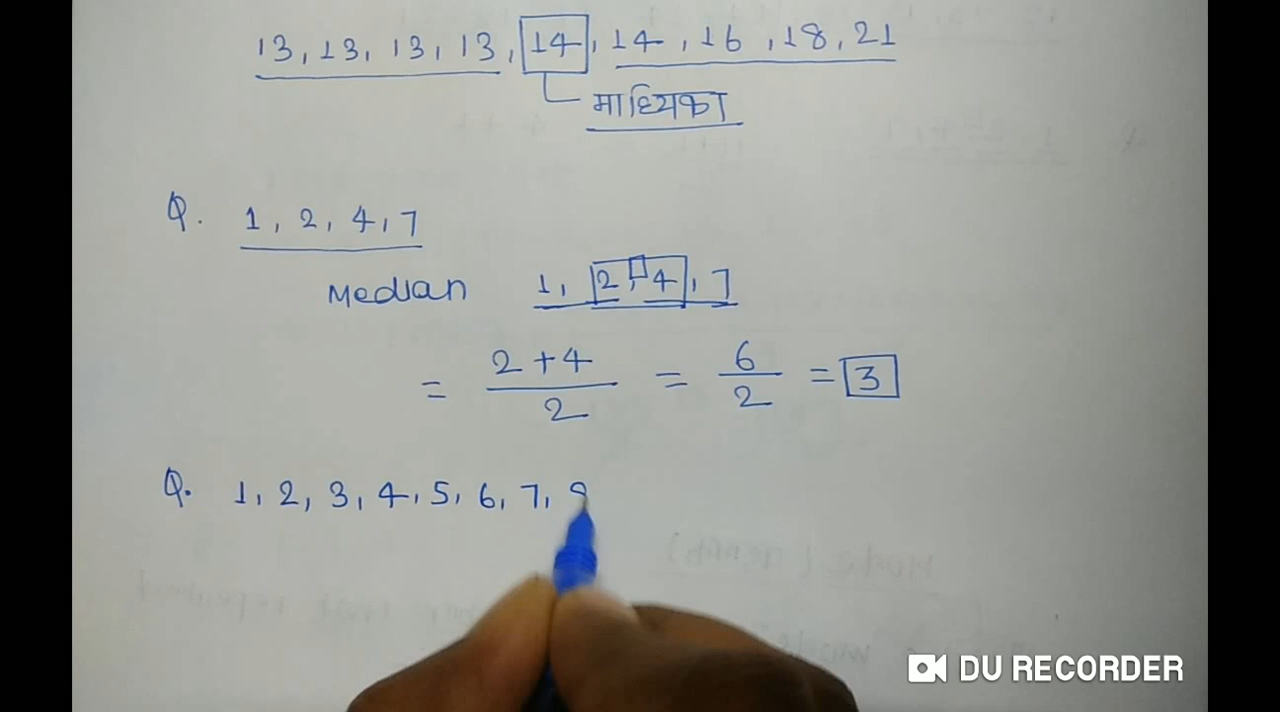 13, 13, 13, 13, 14, 14, 16, 18, 21
माध्यिका
Q. 1, 2, 4, 7
Median 1, 2, 4, 7
= 2+4/2 = 6/2 = 3
Q. 1, 2, 3, 4, 5, 6, 7,
DU RECORDER